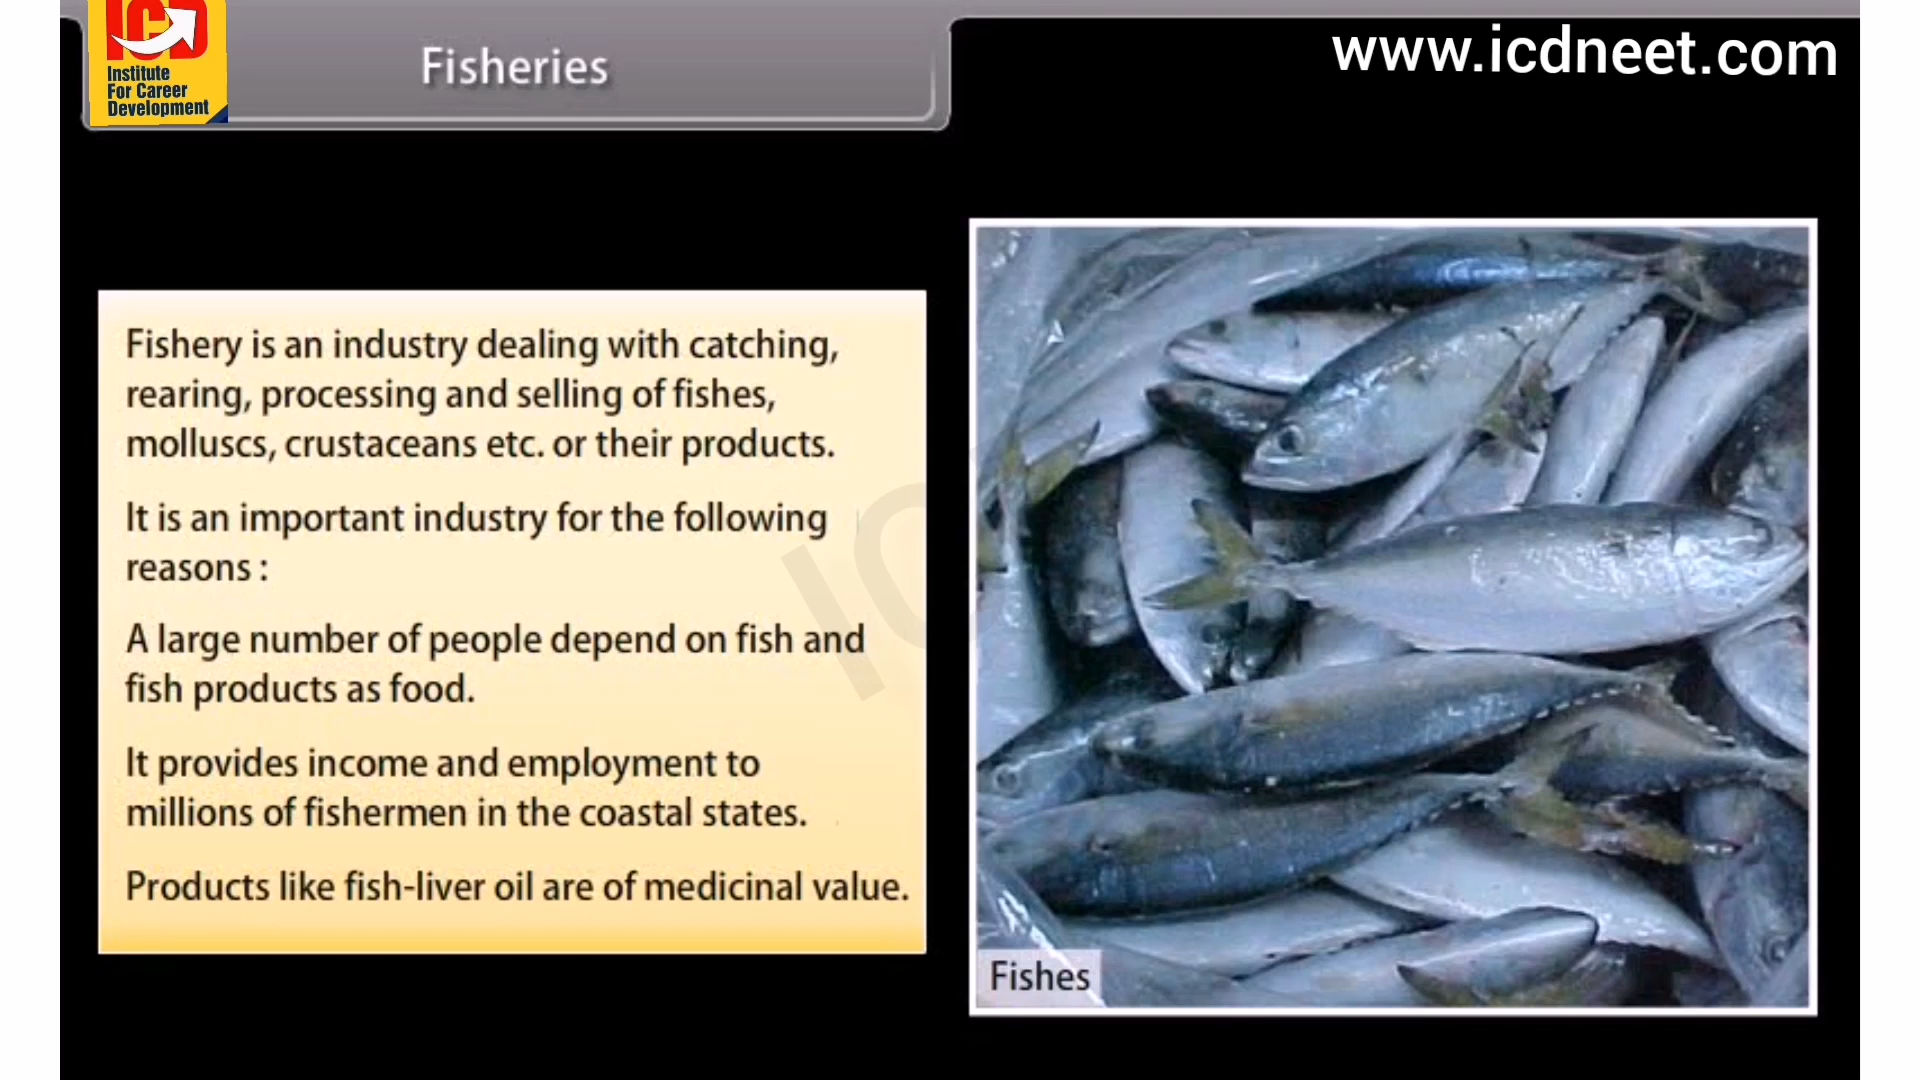 ICD
Institute
For Career
Development
Fisheries
www.icdneet.com
Fishery is an industry dealing with catching,
rearing, processing and selling of fishes,
molluscs, crustaceans etc. or their products.
It is an important industry for the following
reasons :
A large number of people depend on fish and
fish products as food.
It provides income and employment to
millions of fishermen in the coastal states.
Products like fish-liver oil are of medicinal value.
Fishes